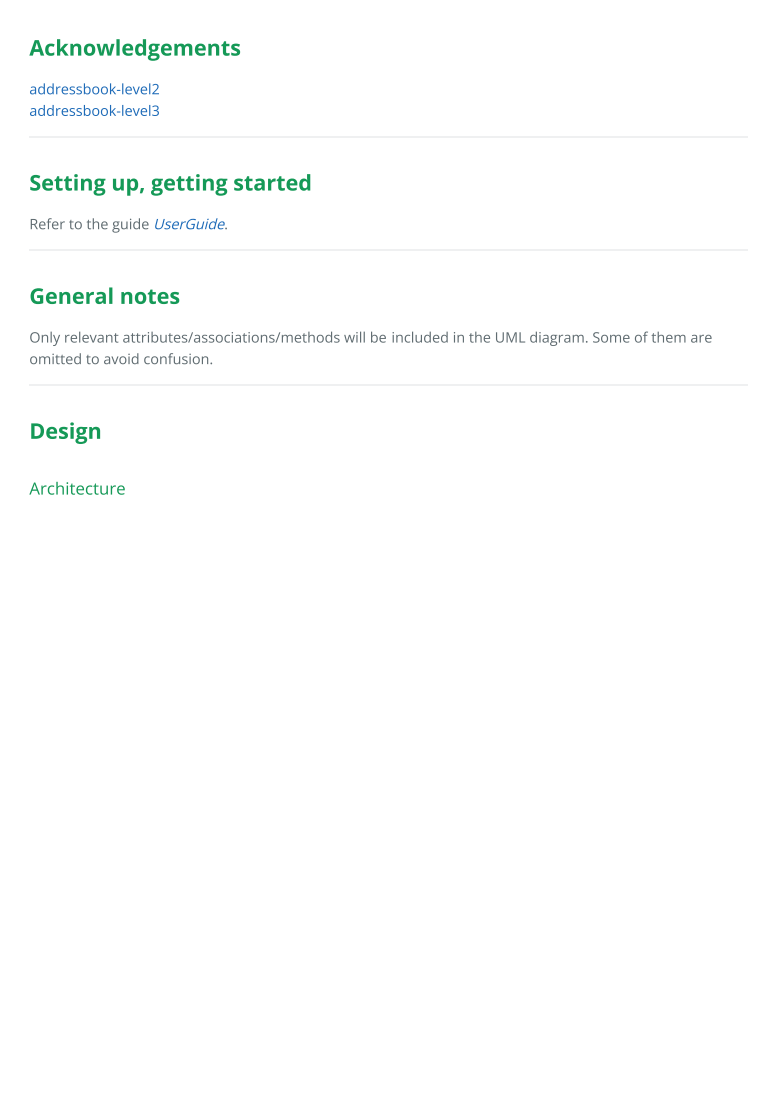 Acknowledgements
addressbook-level2
addressbook-level3
Setting up, getting started
Refer to the guide UserGuide.
General notes
Only relevant attributes/associations/methods will be included in the UML diagram. Some of them are
omitted to avoid confusion.
Design
Architecture